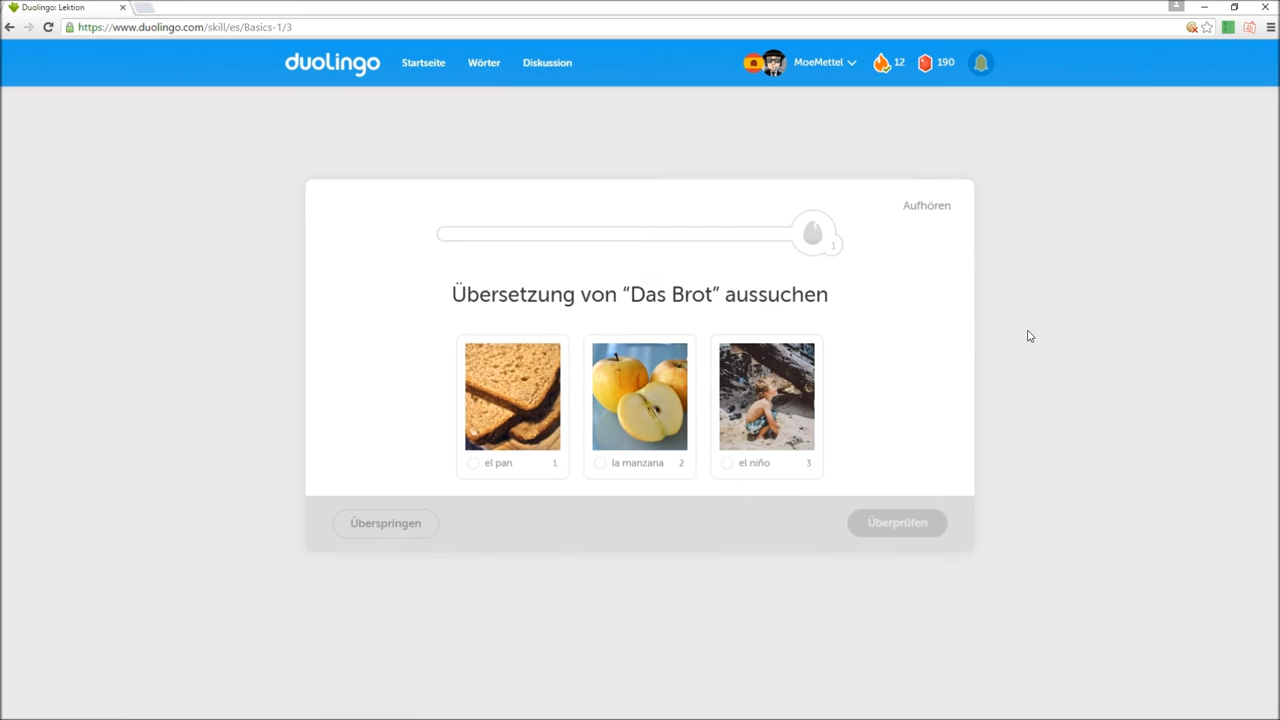 Duolingo: Lektion
https://www.duolingo.com/skill/es/Basics-1/3
duolingo Startseite Wörter Diskussion MoeMettel 12 190
Aufhören
1
Übersetzung von “Das Brot” aussuchen
el pan 1 la manzana 2 el niño 3
Überspringen Überprüfen